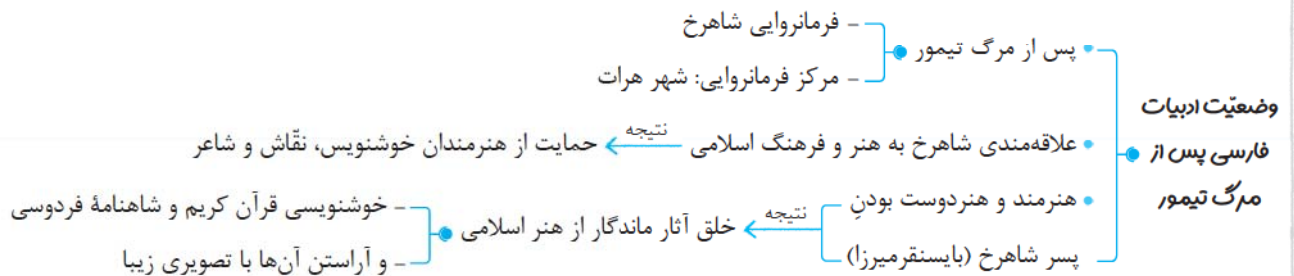 وضعیّت ادبیات
فارسی پس از
مرگ تیمور
• پس از مرگ تیمور
- فرمانروایی شاهرخ
- مرکز فرمانروایی: شهر هرات
• علاقه‌مندی شاهرخ به هنر و فرهنگ اسلامی نتیجه حمایت از هنرمندان خوشنویس، نقّاش و شاعر
• هنرمند و هنردوست بودنِ
پسر شاهرخ (بایسنقرمیرزا)
نتیجه خلق آثار ماندگار از هنر اسلامی
- خوشنویسی قرآن کریم و شاهنامۀ فردوسی
- و آراستن آن‌ها با تصویری زیبا